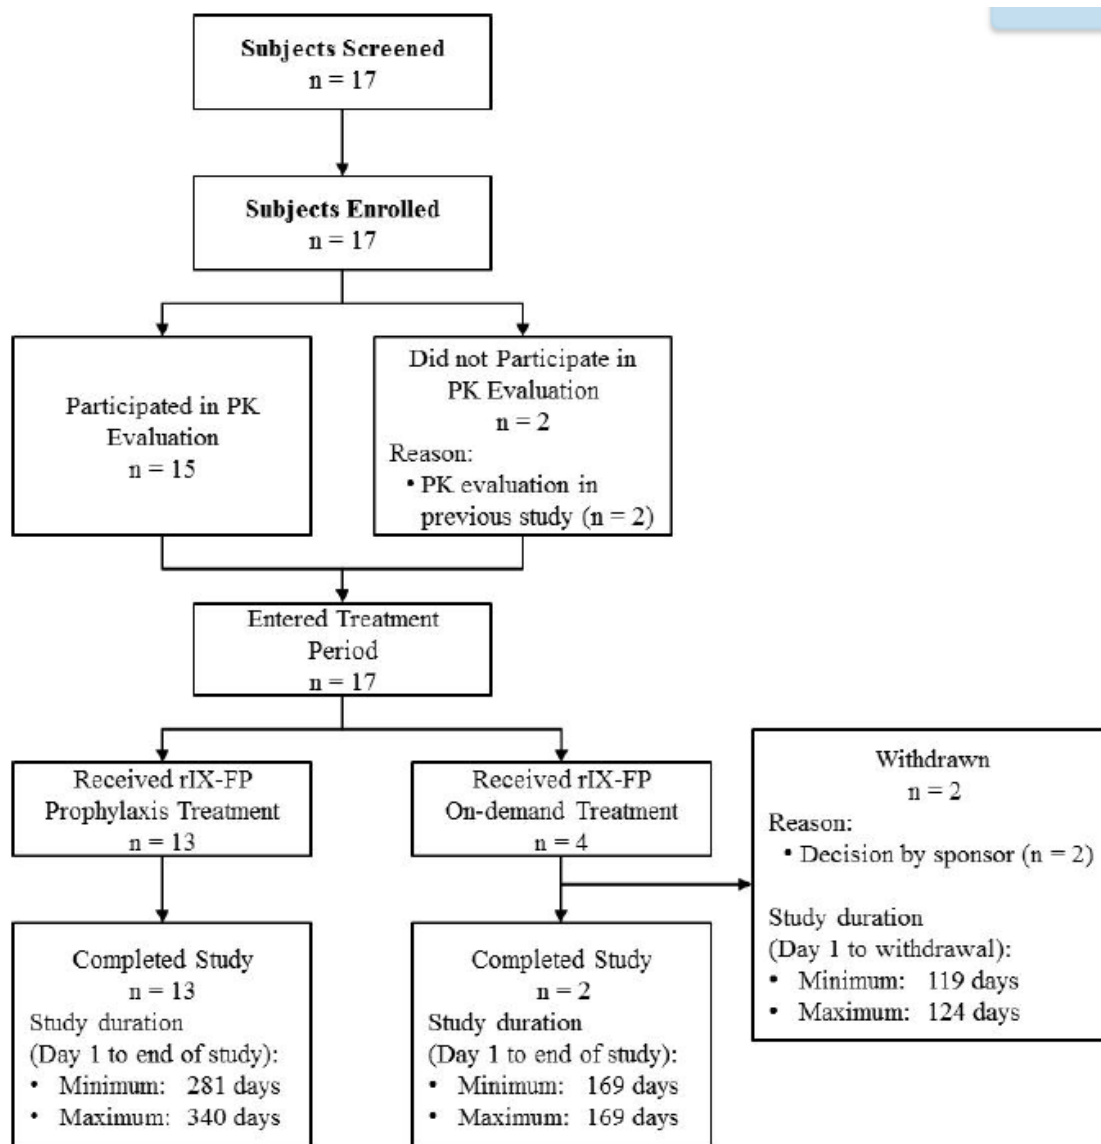 Subjects Screened
n = 17
Subjects Enrolled
n = 17
Participated in PK
Evaluation
n = 15
Did not Participate in
PK Evaluation
n = 2
Reason:
• PK evaluation in
previous study (n = 2)
Entered Treatment
Period
n = 17
Received rIX-FP
Prophylaxis Treatment
n = 13
Received rIX-FP
On-demand Treatment
n = 4
Withdrawn
n = 2
Reason:
• Decision by sponsor (n = 2)
Study duration
(Day 1 to withdrawal):
• Minimum: 119 days
• Maximum: 124 days
Completed Study
n = 13
Study duration
(Day 1 to end of study):
• Minimum: 281 days
• Maximum: 340 days
Completed Study
n = 2
Study duration
(Day 1 to end of study):
• Minimum: 169 days
• Maximum: 169 days